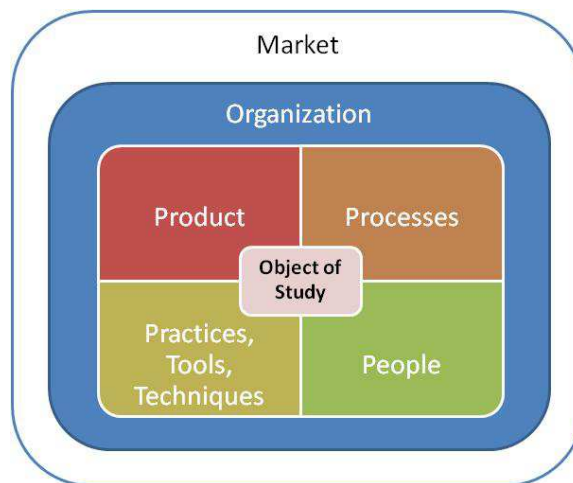 Market
Organization
Product
Processes
Object of
Study
Practices,
Tools,
Techniques
People